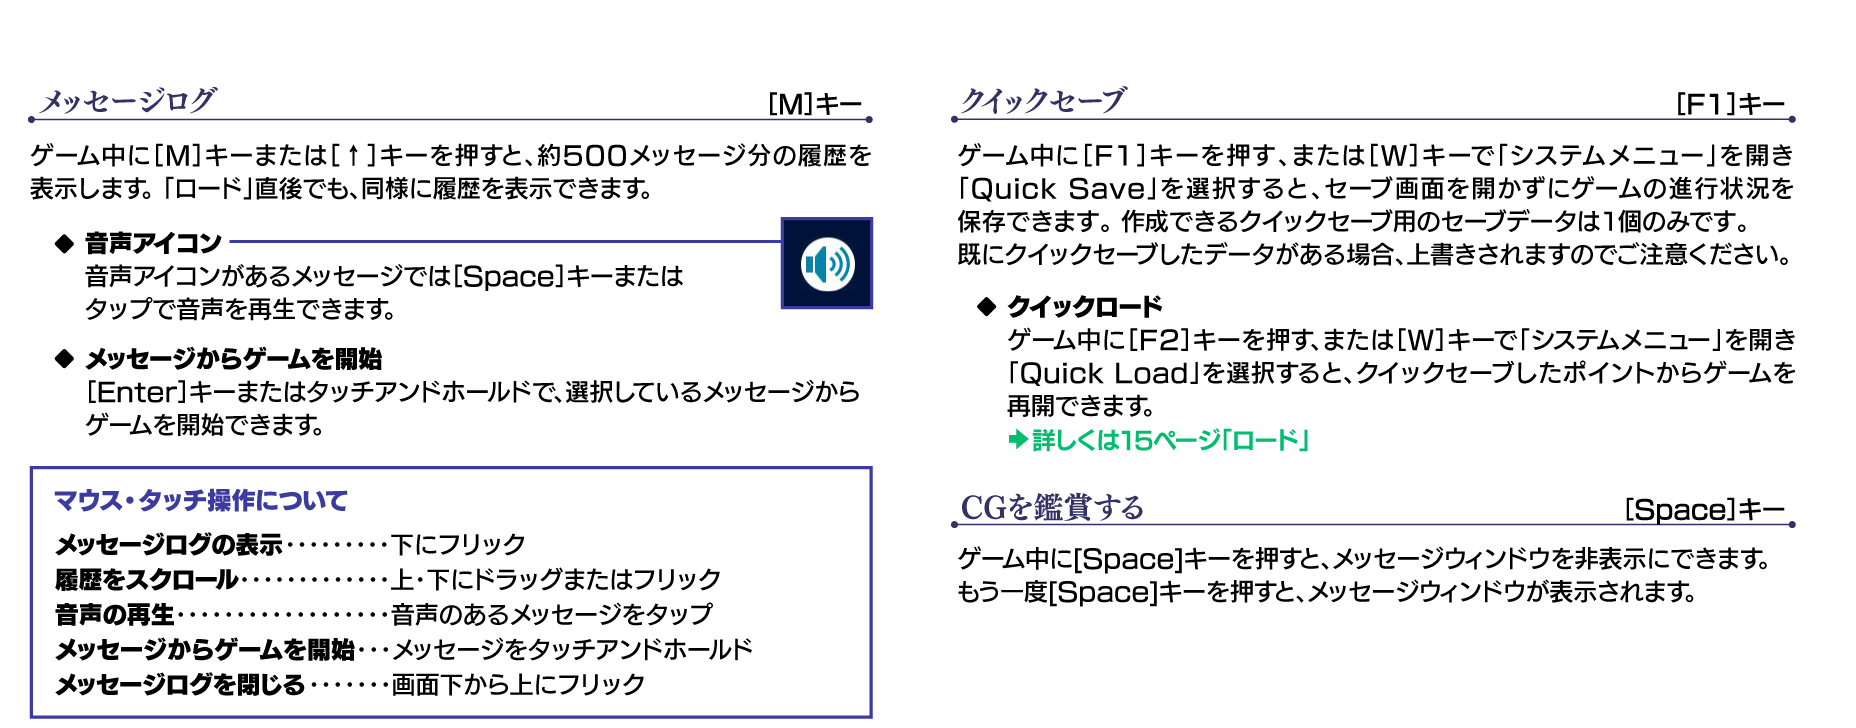 メッセージログ [M]キー
ゲーム中に[M]キーまたは[↑]キーを押すと、約500メッセージ分の履歴を
表示します。「ロード」直後でも、同様に履歴を表示できます。
◆ 音声アイコン
音声アイコンがあるメッセージでは[Space]キーまたは
タップで音声を再生できます。
◆ メッセージからゲームを開始
[Enter]キーまたはタッチアンドホールドで、選択しているメッセージから
ゲームを開始できます。
マウス・タッチ操作について
メッセージログの表示・・・・・・・・・下にフリック
履歴をスクロール・・・・・・・・・・・・・上・下にドラッグまたはフリック
音声の再生・・・・・・・・・・・・・・・・・・音声のあるメッセージをタップ
メッセージからゲームを開始・・・メッセージをタッチアンドホールド
メッセージログを閉じる・・・・・・・画面下から上にフリック
クイックセーブ [F1]キー
ゲーム中に[F1]キーを押す、または[W]キーで「システムメニュー」を開き
「Quick Save」を選択すると、セーブ画面を開かずにゲームの進行状況を
保存できます。作成できるクイックセーブ用のセーブデータは1個のみです。
既にクイックセーブしたデータがある場合、上書きされますのでご注意ください。
◆ クイックロード
ゲーム中に[F2]キーを押す、または[W]キーで「システムメニュー」を開き
「Quick Load」を選択すると、クイックセーブしたポイントからゲームを
再開できます。
➡詳しくは15ページ「ロード」
CGを鑑賞する [Space]キー
ゲーム中に[Space]キーを押すと、メッセージウィンドウを非表示にできます。
もう一度[Space]キーを押すと、メッセージウィンドウが表示されます。